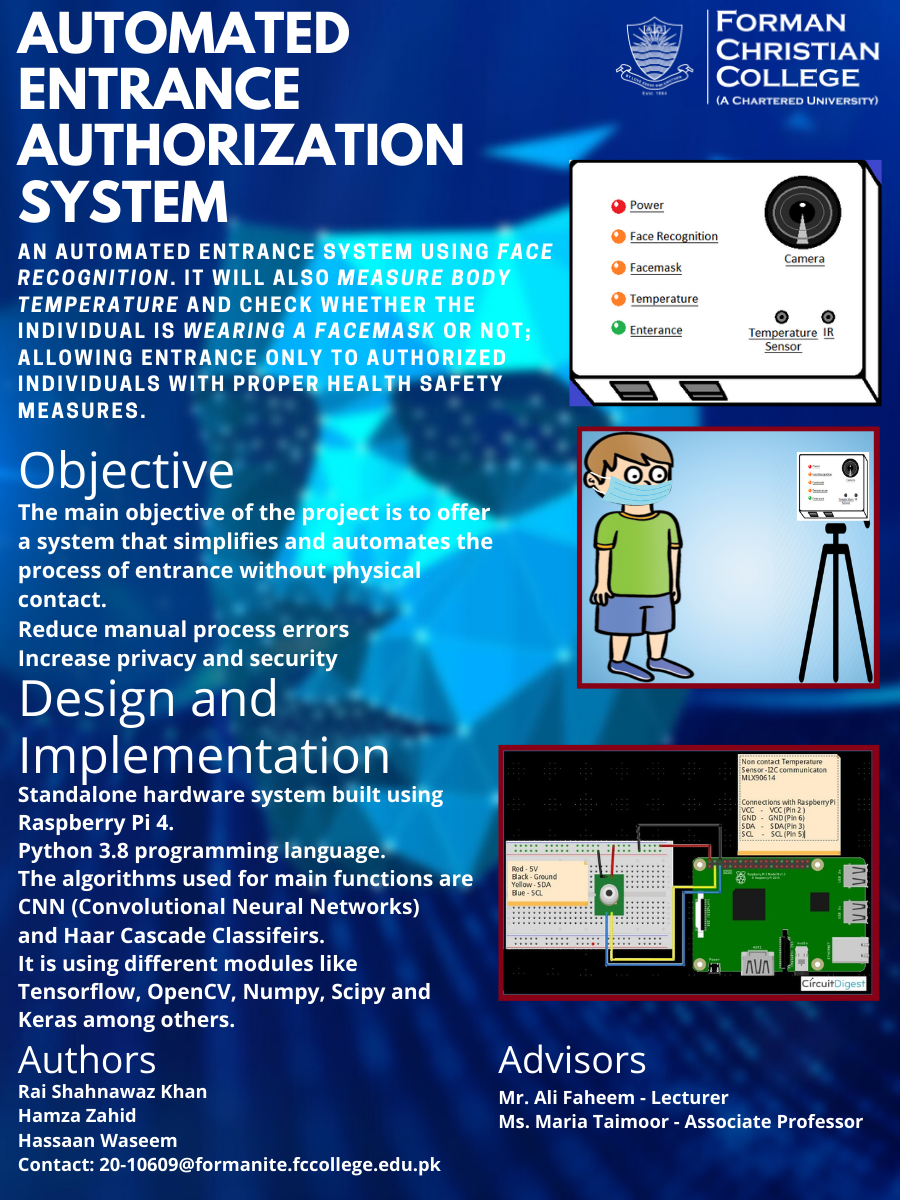 AUTOMATED
ENTRANCE
AUTHORIZATION
SYSTEM
FORMAN
CHRISTIAN
COLLEGE
(A CHARTERED UNIVERSITY)
AN AUTOMATED ENTRANCE SYSTEM USING FACE
RECOGNITION. IT WILL ALSO MEASURE BODY
TEMPERATURE AND CHECK WHETHER THE
INDIVIDUAL IS WEARING A FACEMASK OR NOT;
ALLOWING ENTRANCE ONLY TO AUTHORIZED
INDIVIDUALS WITH PROPER HEALTH SAFETY
MEASURES.
Power
Face Recognition
Facemask
Temperature
Enterance
Camera
Temperature
Sensor
IR
Objective
The main objective of the project is to offer
a system that simplifies and automates the
process of entrance without physical
contact.
Reduce manual process errors
Increase privacy and security
Design and
Implementation
Standalone hardware system built using
Raspberry Pi 4.
Python 3.8 programming language.
The algorithms used for main functions are
CNN (Convolutional Neural Networks)
and Haar Cascade Classifeirs.
It is using different modules like
Tensorflow, OpenCV, Numpy, Scipy and
Keras among others.
Non contact Temperature
Sensor -I2C communicaton
MLX90614
Connections with RaspberryPi
VCC - VCC (Pin 2 )
GND - GND (Pin 6)
SDA - SDA(Pin 3)
SCL - SCL (Pin 5)
Red - 5V
Black - Ground
Yellow - SDA
Blue - SCL
CircuitDigest
Authors
Rai Shahnawaz Khan
Hamza Zahid
Hassaan Waseem
Contact: 20-10609@formanite.fccollege.edu.pk
Advisors
Mr. Ali Faheem - Lecturer
Ms. Maria Taimoor - Associate Professor